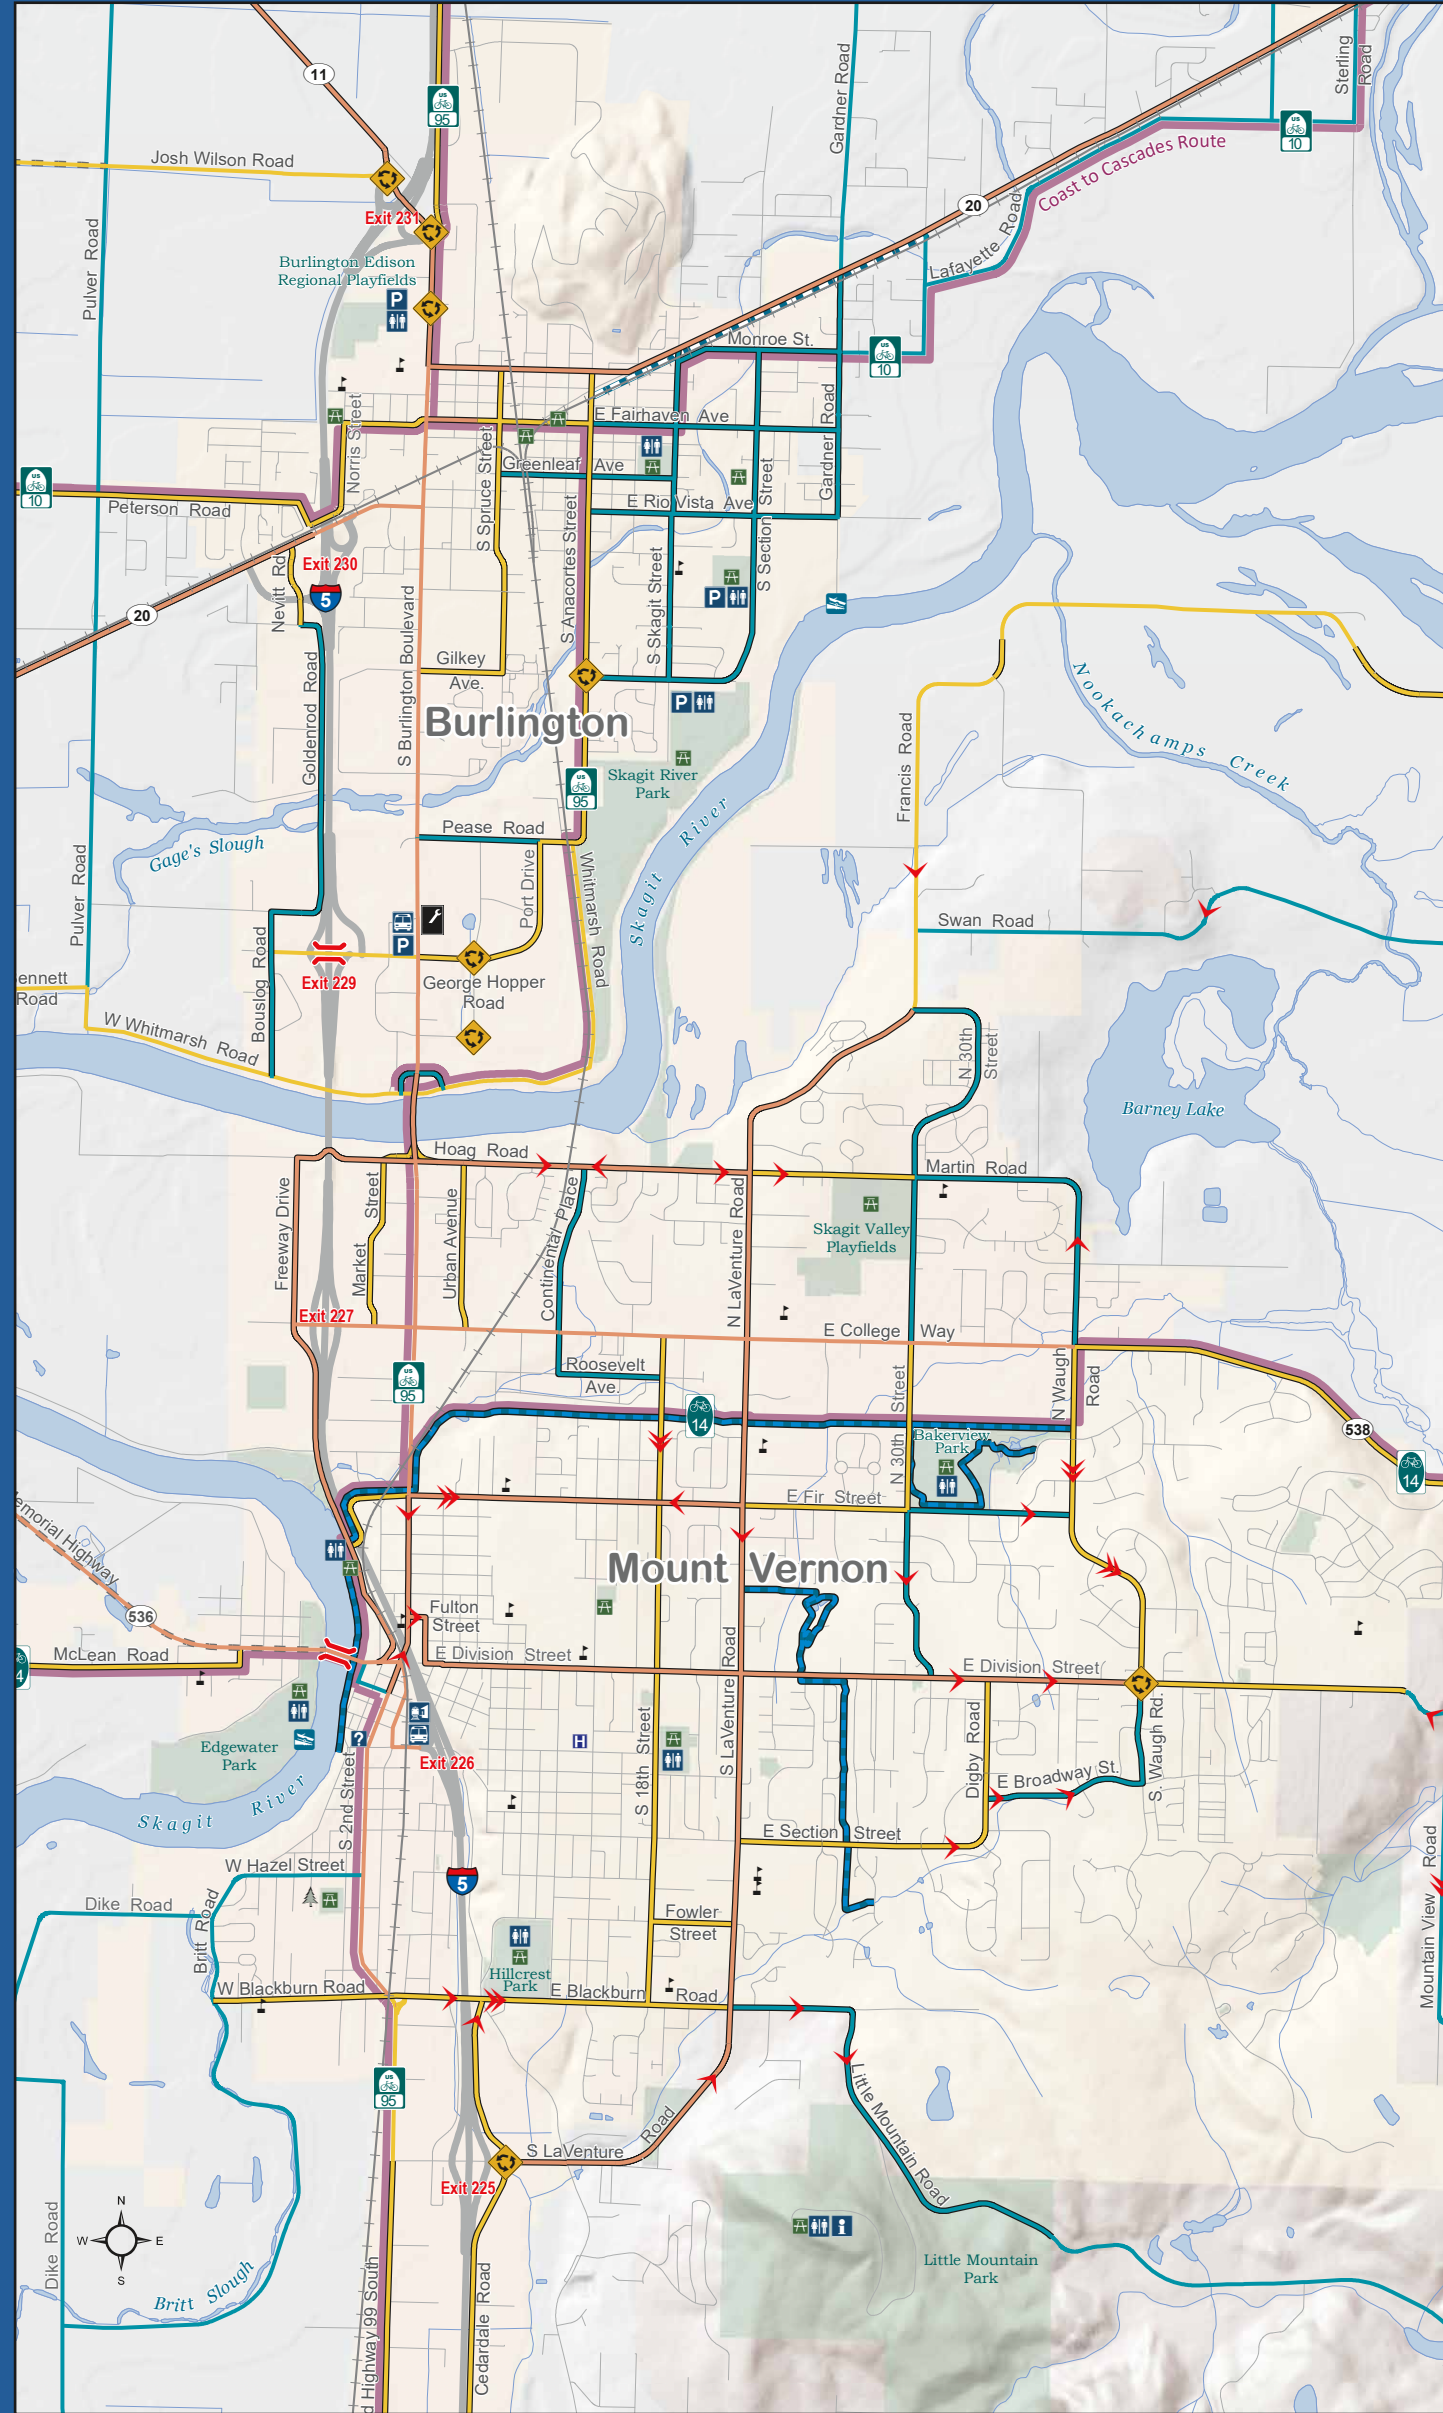 11
US
95
Josh Wilson Road
Exit 231
Burlington Edison
Regional Playfields
P
Pulver Road
Gardner Road
Sterling
Road
US
10
Coast to Cascades Route
20
Lafayette Road
Monroe St.
US
10
Norris Street
E Fairhaven Ave
Gardner Road
S Spruce Street
Greenleaf Ave
E Rio Vista Ave
US
10
Peterson Road
Exit 230
Nevitt Rd
5
20
S Anacortes Street
S Skagit Street
S Section Street
P
Goldenrod Road
S Burlington Boulevard
Gilkey
Ave.
Burlington
P
US
95
Skagit River
Park
Skagit River
Francis Road
Nookachamps Creek
Pease Road
Gage's Slough
Port Drive
Whitmarsh Road
Pulver Road
Swan Road
P
Exit 229
George Hopper
Road
ennett
Road
W Whitmarsh Road
Bouslog Road
N 30th
Street
Barney Lake
Hoag Road
Martin Road
Freeway Drive
Market Street
Urban Avenue
Continental Place
N LaVenture Road
Skagit Valley
Playfields
Exit 227
E College Way
US
95
Roosevelt
Ave.
N 30th Street
N Waugh
Road
14
538
14
Bakerview
Park
E Fir Street
emorial Highway
Mount Vernon
536
Fulton
Street
McLean Road
4
E Division Street
E Division Street
Edgewater
Park
?
H
Exit 226
S 2nd Street
S 18th Street
S LaVenture Road
Digby Road
E Broadway St.
S. Waugh Rd.
Skagit River
E Section Street
W Hazel Street
5
Dike Road
Britt Road
Fowler
Street
Mountain View Road
Hillcrest
Park
W Blackburn Road
E Blackburn Road
US
95
Little Mountain Road
S LaVenture Road
Exit 225
N
W E
S
Dike Road
Britt Slough
d Highway 99 South
Cedardale Road
i
Little Mountain
Park